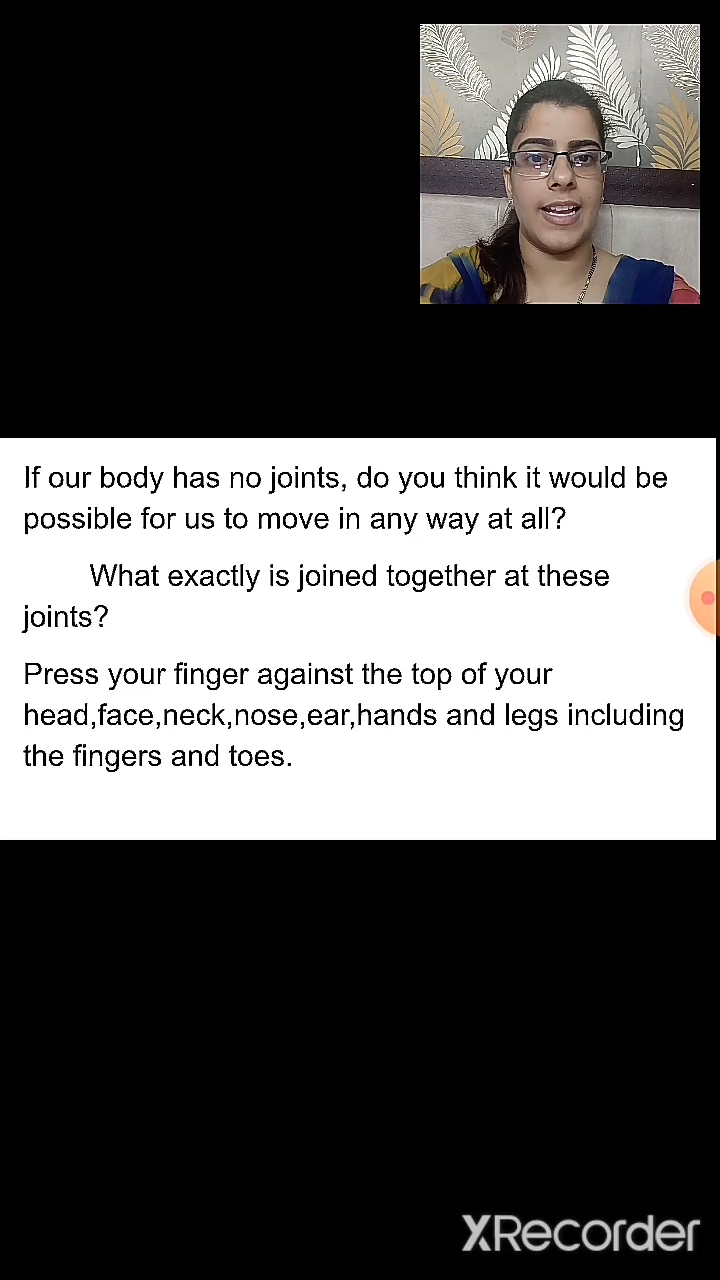 If our body has no joints, do you think it would be
possible for us to move in any way at all?
What exactly is joined together at these
joints?
Press your finger against the top of your
head,face,neck,nose,ear,hands and legs including
the fingers and toes.
XRecorder